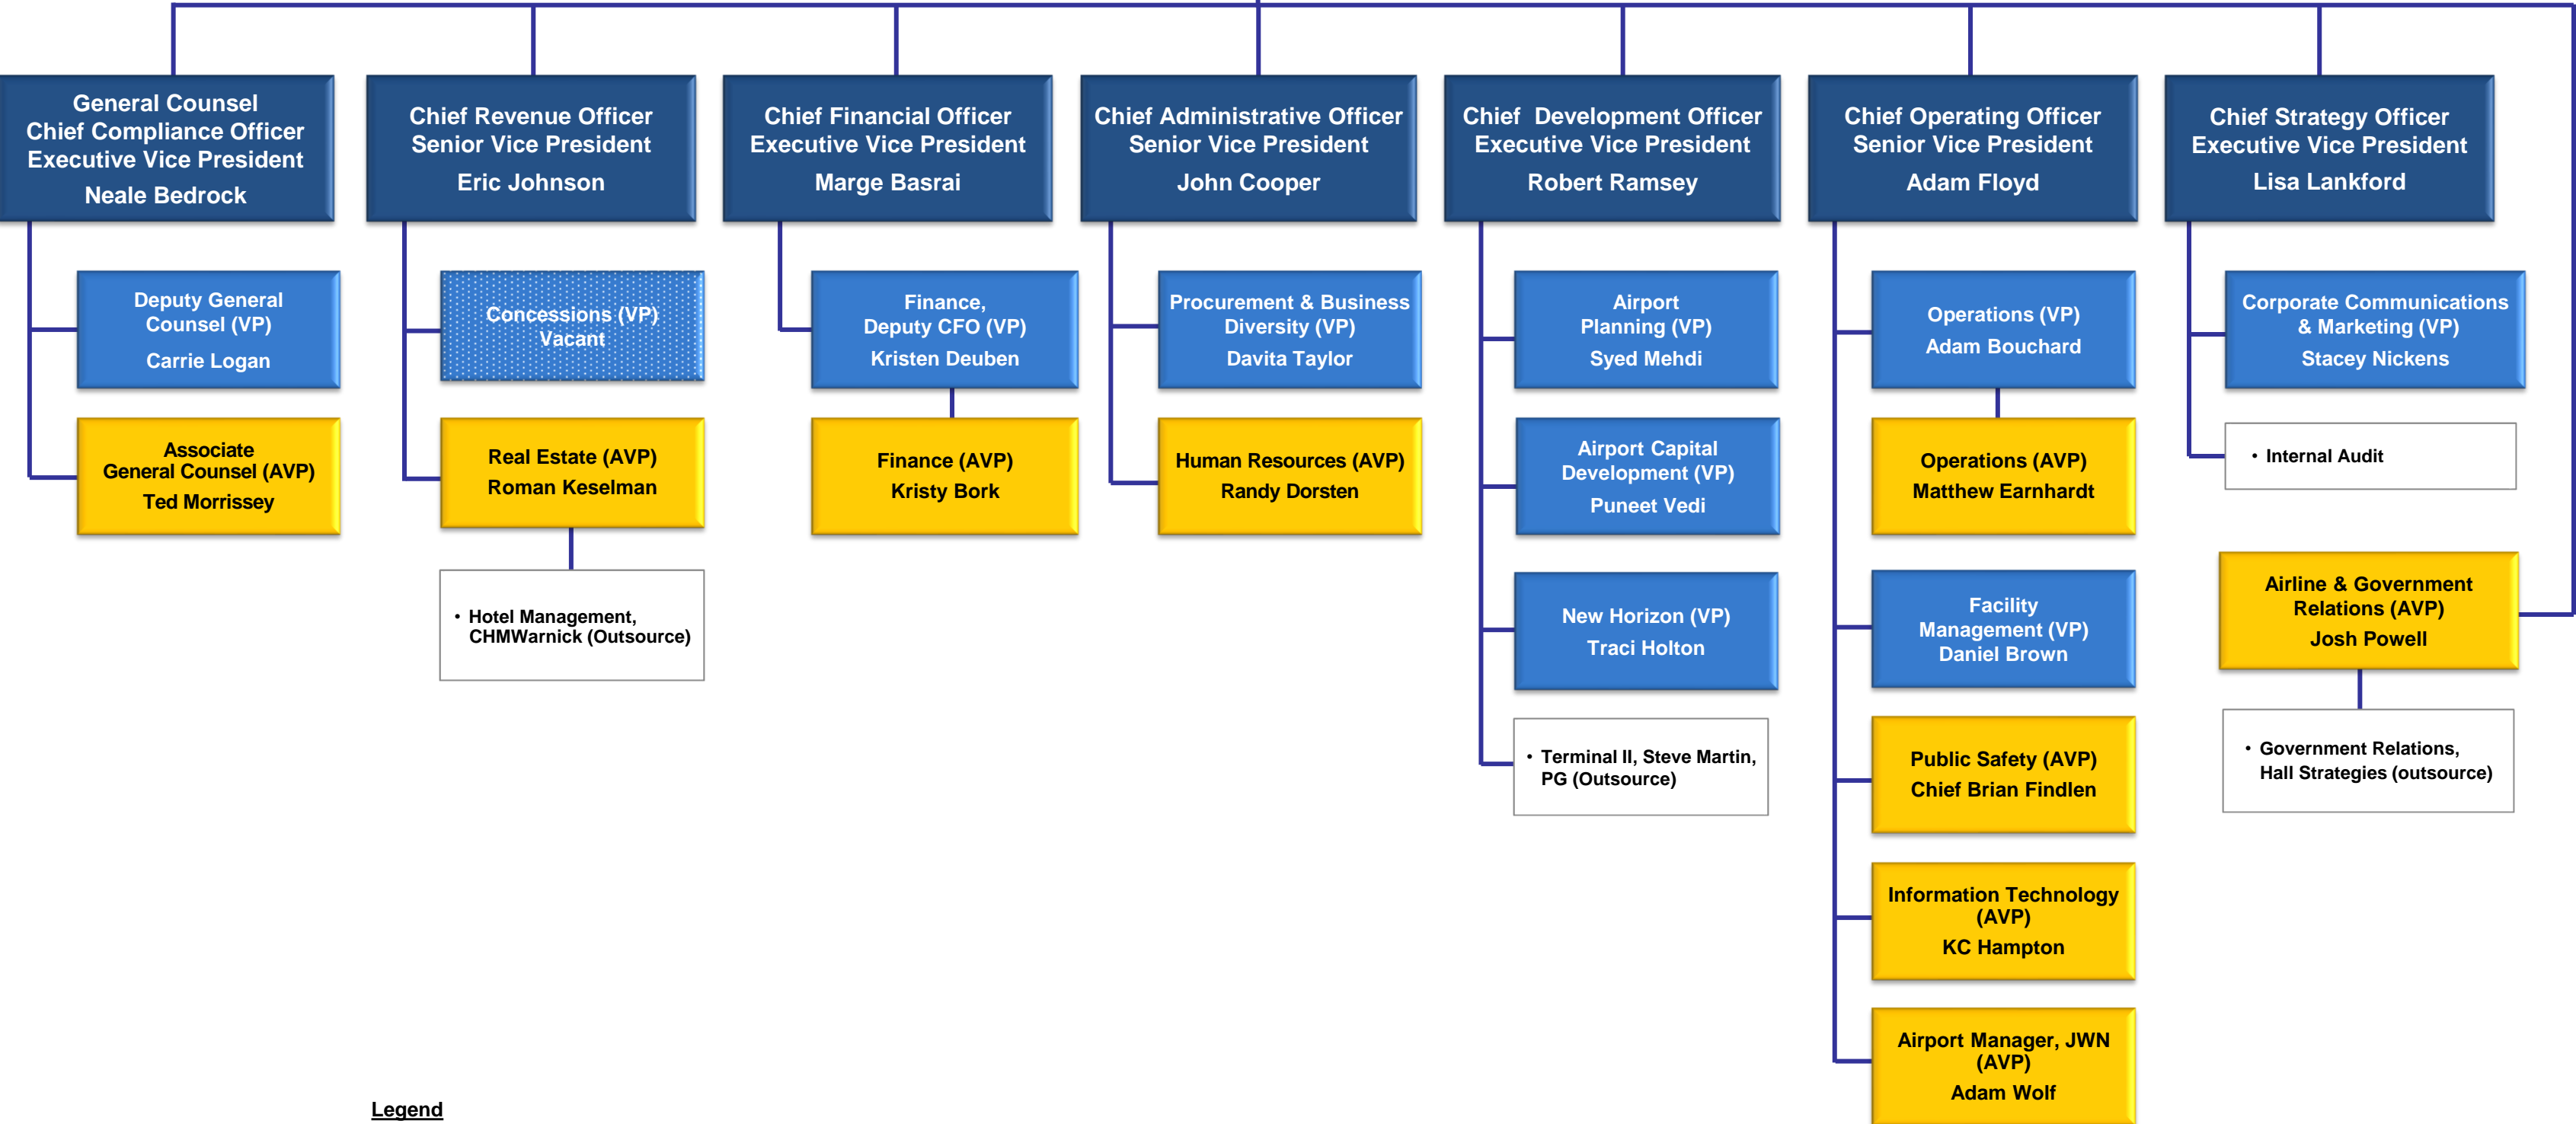 General Counsel
Chief Compliance Officer
Executive Vice President
Neale Bedrock
Chief Revenue Officer
Senior Vice President
Eric Johnson
Chief Financial Officer
Executive Vice President
Marge Basrai
Chief Administrative Officer
Senior Vice President
John Cooper
Chief Development Officer
Executive Vice President
Robert Ramsey
Chief Operating Officer
Senior Vice President
Adam Floyd
Chief Strategy Officer
Executive Vice President
Lisa Lankford
Deputy General
Counsel (VP)
Carrie Logan
Concessions (VP)
Vacant
Finance,
Deputy CFO (VP)
Kristen Deuben
Procurement & Business
Diversity (VP)
Davita Taylor
Airport
Planning (VP)
Syed Mehdi
Operations (VP)
Adam Bouchard
Corporate Communications
& Marketing (VP)
Stacey Nickens
Associate
General Counsel (AVP)
Ted Morrissey
Real Estate (AVP)
Roman Keselman
Finance (AVP)
Kristy Bork
Human Resources (AVP)
Randy Dorsten
Airport Capital
Development (VP)
Puneet Vedi
Operations (AVP)
Matthew Earnhardt
• Internal Audit
• Hotel Management,
CHMWarnick (Outsource)
New Horizon (VP)
Traci Holton
Facility
Management (VP)
Daniel Brown
Airline & Government
Relations (AVP)
Josh Powell
• Terminal II, Steve Martin,
PG (Outsource)
Public Safety (AVP)
Chief Brian Findlen
• Government Relations,
Hall Strategies (outsource)
Information Technology
(AVP)
KC Hampton
Airport Manager, JWN
(AVP)
Adam Wolf
Legend